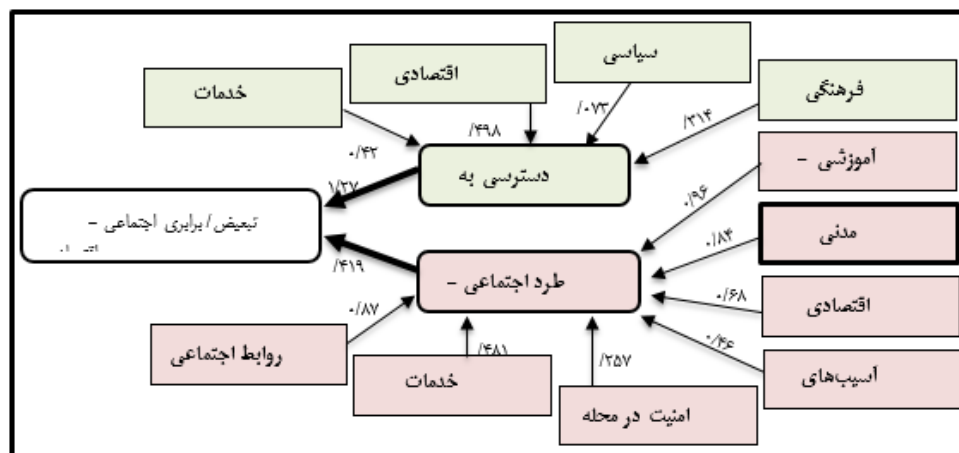 سیاسی
اقتصادی
خدمات
فرهنگی
/۰۷۳
/۴۹۸
/۳۱۴
۰/۴۲
آموزشی -
دسترسی به
۱/۲۷
۰/۹۶
تبعیض/برابری اجتماعی -
مدنی
۰/۸۴
/۴۱۹
طرد اجتماعی -
اقتصادی
۰/۶۸
۰/۸۷
روابط اجتماعی
/۴۸۱
/۲۵۷
۰/۴۶
آسیب‌های
خدمات
امنیت در محله